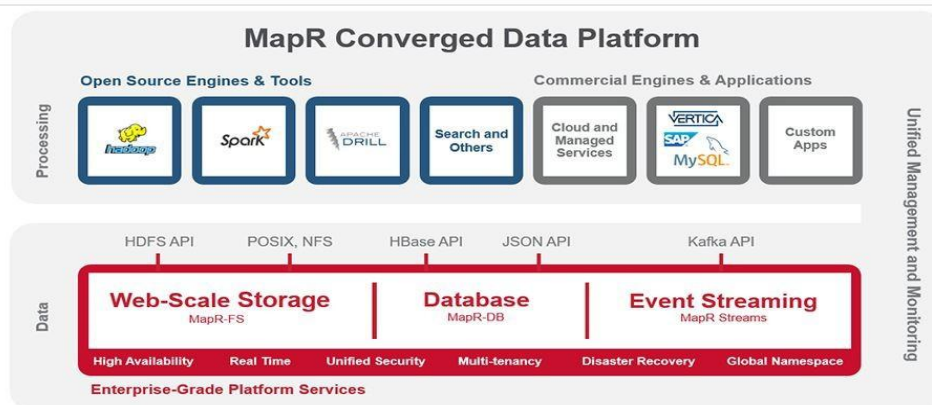 MapR Converged Data Platform
Open Source Engines & Tools
Commercial Engines & Applications
Processing
hadoop
Spark
APACHE
DRILL
Search and
Others
Cloud and
Managed
Services
VERTICA
SAP
MySQL
Custom
Apps
Unified Management and Monitoring
Data
HDFS API
POSIX, NFS
HBase API
JSON API
Kafka API
Web-Scale Storage
MapR-FS
Database
MapR-DB
Event Streaming
MapR Streams
High Availability
Real Time
Unified Security
Multi-tenancy
Disaster Recovery
Global Namespace
Enterprise-Grade Platform Services